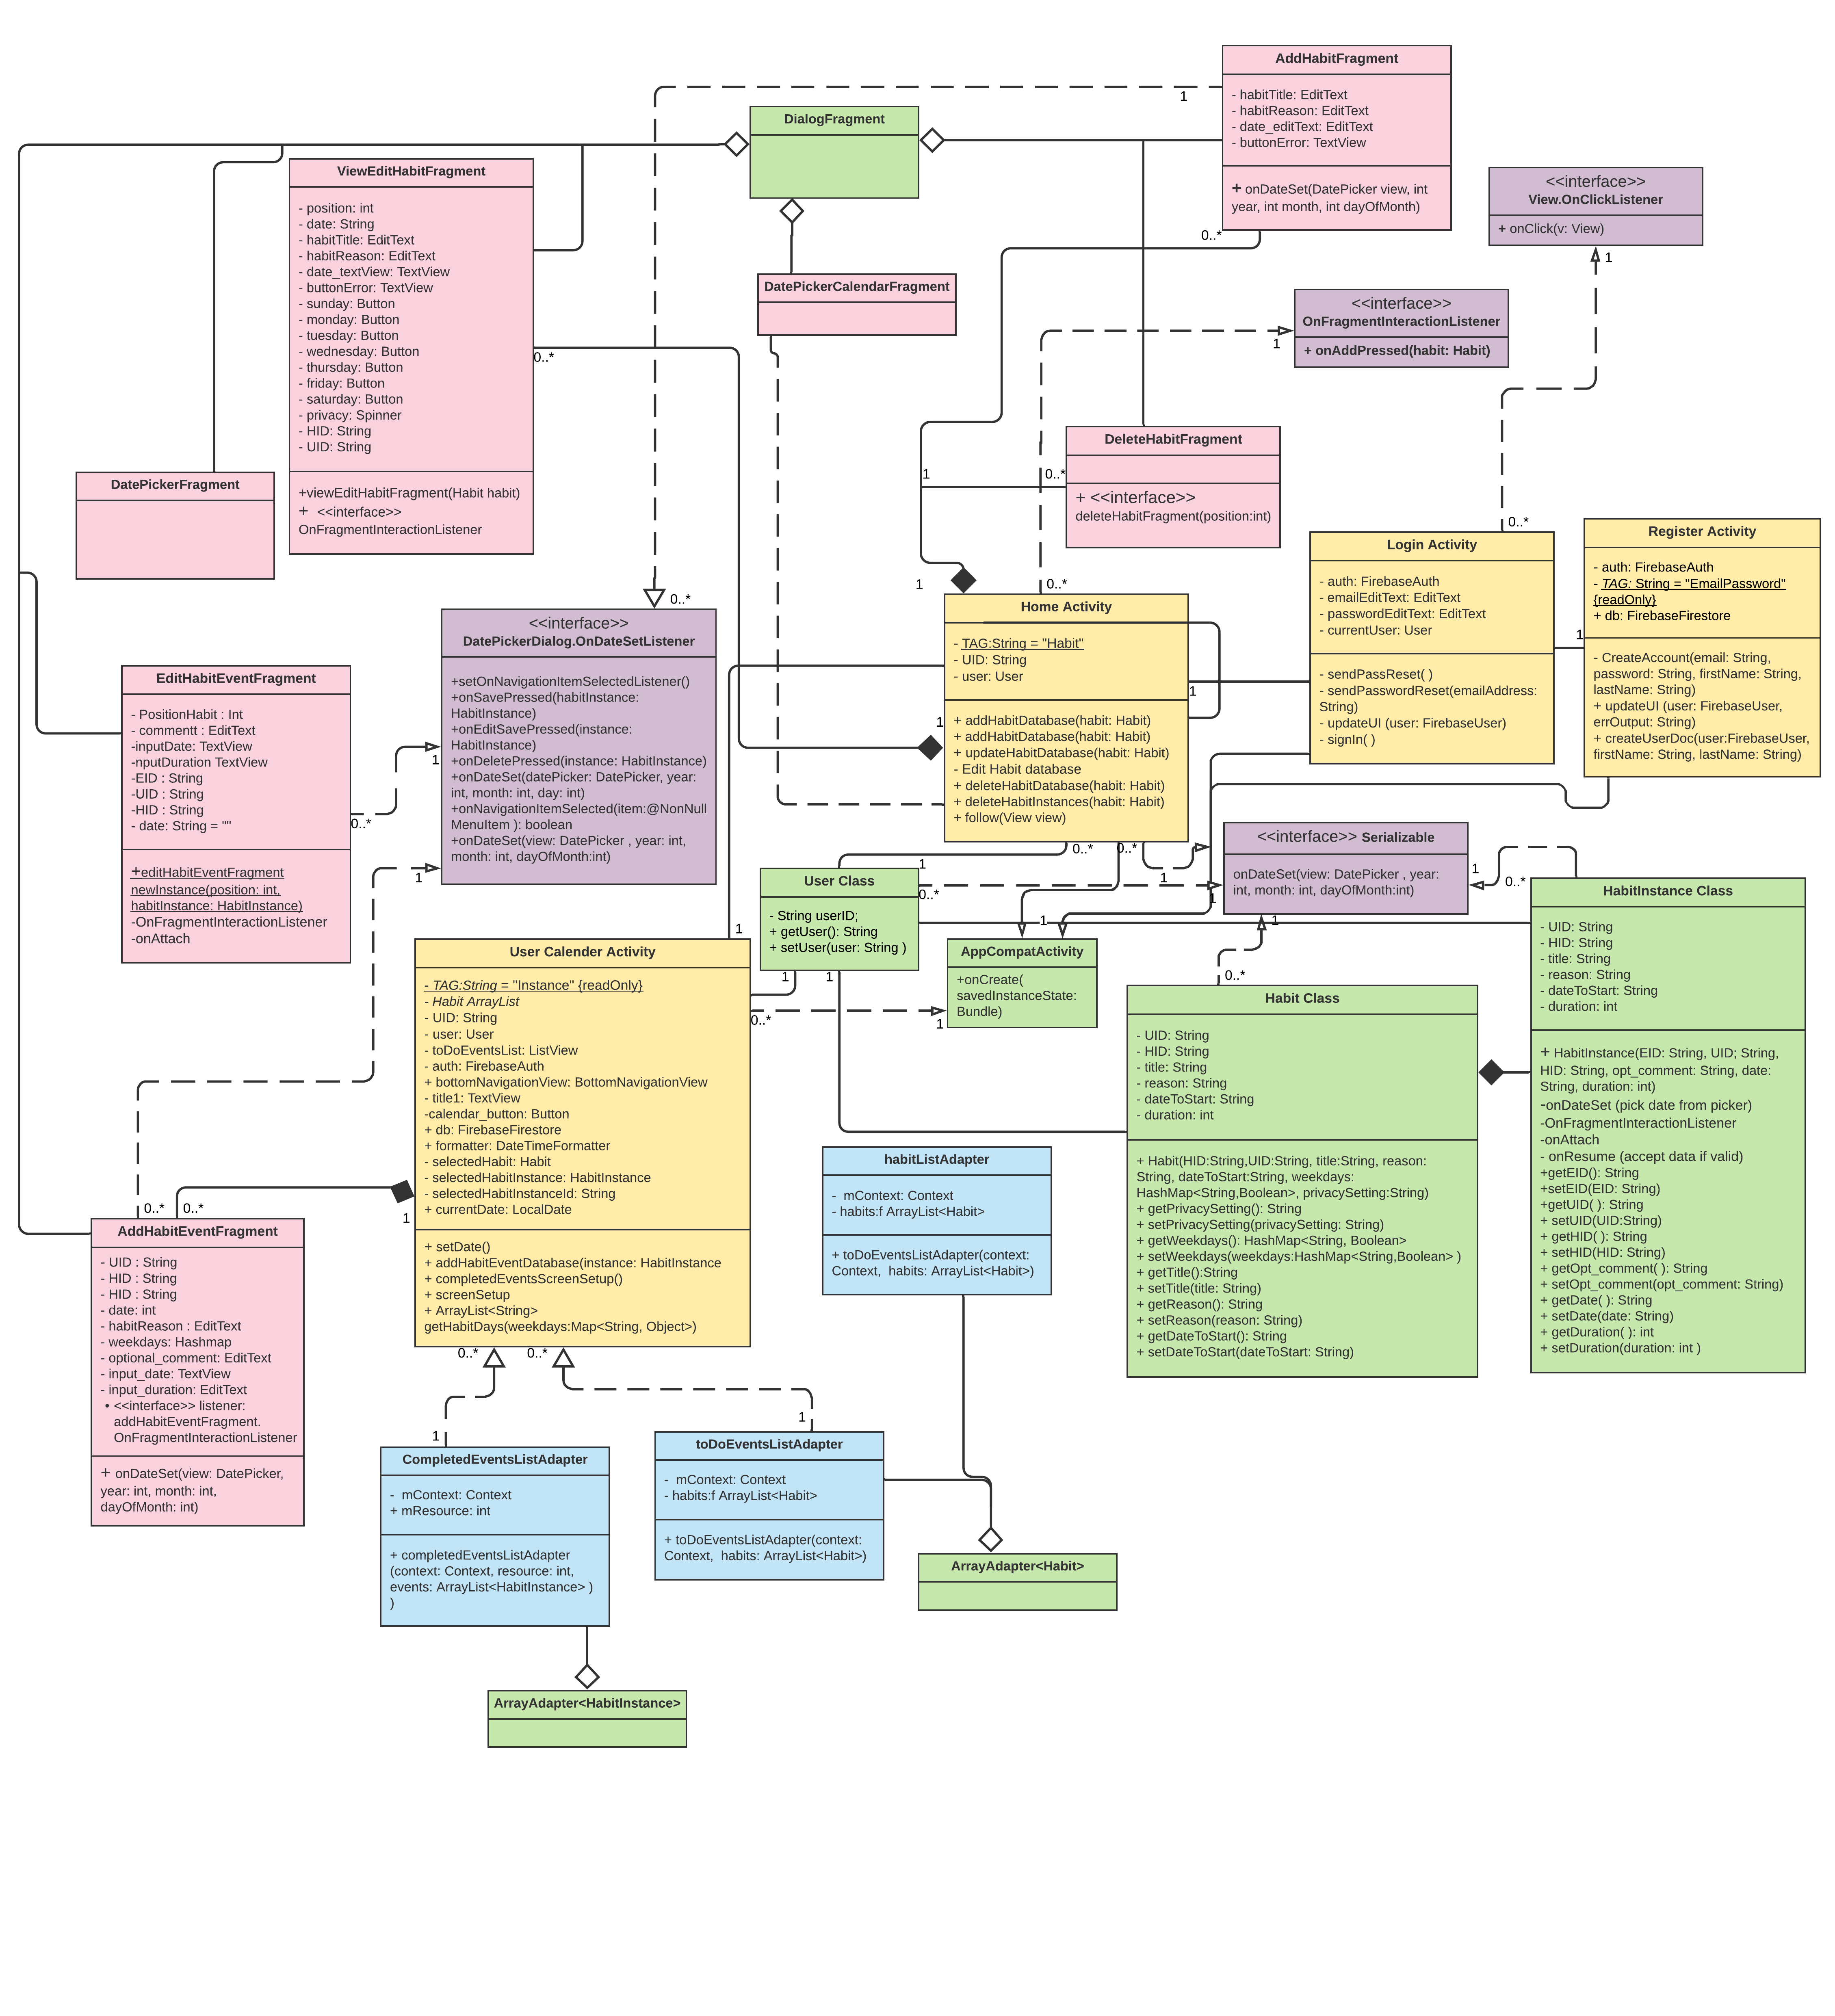 AddHabitFragment
- habitTitle: EditText
- habitReason: EditText
- date_editText: EditText
- buttonError: TextView
+ onDateSet(DatePicker view, int
year, int month, int dayOfMonth)
1
0..*
DialogFragment
<<interface>>
View.OnClickListener
+ onClick(v: View)
1
ViewEditHabitFragment
- position: int
- date: String
- habitTitle: EditText
- habitReason: EditText
- date_textView: TextView
- buttonError: TextView
- sunday: Button
- monday: Button
- tuesday: Button
- wednesday: Button
- thursday: Button
- friday: Button
- saturday: Button
- privacy: Spinner
- HID: String
- UID: String
+viewEditHabitFragment(Habit habit)
+ <<interface>>
OnFragmentInteractionListener
0..*
DatePickerCalendarFragment
<<interface>>
OnFragmentInteractionListener
+ onAddPressed(habit: Habit)
1
DeleteHabitFragment
+ <<interface>>
deleteHabitFragment(position:int)
1
0..*
DatePickerFragment
0..*
Login Activity
- auth: FirebaseAuth
- emailEditText: EditText
- passwordEditText: EditText
- currentUser: User
- sendPassReset( )
- sendPasswordReset(emailAddress:
String)
- updateUI (user: FirebaseUser)
- signIn( )
Register Activity
- auth: FirebaseAuth
- TAG: String = "EmailPassword"
{readOnly}
+ db: FirebaseFirestore
- CreateAccount(email: String,
password: String, firstName: String,
lastName: String)
+ updateUI (user: FirebaseUser,
errOutput: String)
+ createUserDoc(user:FirebaseUser,
firstName: String, lastName: String)
1
1
0..*
Home Activity
- TAG:String = "Habit"
- UID: String
- user: User
+ addHabitDatabase(habit: Habit)
+ addHabitDatabase(habit: Habit)
+ updateHabitDatabase(habit: Habit)
- Edit Habit database
+ deleteHabitDatabase(habit: Habit)
+ deleteHabitInstances(habit: Habit)
+ follow(View view)
1
1
0..*
0..*
0..*
<<interface>>
DatePickerDialog.OnDateSetListener
+setOnNavigationItemSelectedListener()
+onSavePressed(habitInstance:
HabitInstance)
+onEditSavePressed(instance:
HabitInstance)
+onDeletePressed(instance: HabitInstance)
+onDateSet(datePicker: DatePicker, year:
int, month: int, day: int)
+onNavigationItemSelected(item:@NonNull
MenuItem ): boolean
+onDateSet(view: DatePicker , year: int,
month: int, dayOfMonth:int)
1
1
EditHabitEventFragment
- PositionHabit : Int
- commentt : EditText
-inputDate: TextView
-nputDuration TextView
-EID : String
-UID : String
-HID : String
- date: String = ""
+editHabitEventFragment
newInstance(position: int,
habitInstance: HabitInstance)
-OnFragmentInteractionListener
-onAttach
0..*
<<interface>> Serializable
onDateSet(view: DatePicker , year:
int, month: int, dayOfMonth:int)
1
1
1
1
0..*
User Class
- String userID;
+ getUser(): String
+ setUser(user: String )
1
0..*
1
1
1
HabitInstance Class
- UID: String
- HID: String
- title: String
- reason: String
- dateToStart: String
- duration: int
+ HabitInstance(EID: String, UID; String,
HID: String, opt_comment: String, date:
String, duration: int)
-onDateSet (pick date from picker)
-OnFragmentInteractionListener
-onAttach
- onResume (accept data if valid)
+getEID(): String
+setEID(EID: String)
+getUID( ): String
+ setUID(UID:String)
+ getHID( ): String
+ setHID(HID: String)
+ getOpt_comment( ): String
+ setOpt_comment(opt_comment: String)
+ getDate( ): String
+ setDate(date: String)
+ getDuration( ): int
+ setDuration(duration: int )
AppCompatActivity
+onCreate(
savedInstanceState:
Bundle)
1
1
User Calender Activity
- TAG:String = "Instance" {readOnly}
- Habit ArrayList
- UID: String
- user: User
- toDoEventsList: ListView
- auth: FirebaseAuth
+ bottomNavigationView: BottomNavigationView
- title1: TextView
-calendar_button: Button
+ db: FirebaseFirestore
+ formatter: DateTimeFormatter
- selectedHabit: Habit
- selectedHabitInstance: HabitInstance
- selectedHabitInstanceId: String
+ currentDate: LocalDate
+ setDate()
+ addHabitEventDatabase(instance: HabitInstance
+ completedEventsScreenSetup()
+ screenSetup
+ ArrayList<String>
getHabitDays(weekdays:Map<String, Object>)
0..*
1
0..*
0..*
0..*
Habit Class
- UID: String
- HID: String
- title: String
- reason: String
- dateToStart: String
- duration: int
+ Habit(HID:String,UID:String, title:String, reason:
String, dateToStart:String, weekdays:
HashMap<String,Boolean>, privacySetting:String)
+ getPrivacySetting(): String
+ setPrivacySetting(privacySetting: String)
+ getWeekdays(): HashMap<String, Boolean>
+ setWeekdays(weekdays:HashMap<String,Boolean> )
+ getTitle():String
+ setTitle(title: String)
+ getReason(): String
+ setReason(reason: String)
+ getDateToStart(): String
+ setDateToStart(dateToStart: String)
habitListAdapter
- mContext: Context
- habits:f ArrayList<Habit>
+ toDoEventsListAdapter(context:
Context, habits: ArrayList<Habit>)
0..*
0..*
AddHabitEventFragment
- UID : String
- HID : String
- HID : String
- date: int
- habitReason : EditText
- weekdays: Hashmap
- optional_comment: EditText
- input_date: TextView
- input_duration: EditText
• <<interface>> listener:
addHabitEventFragment.
OnFragmentInteractionListener
+ onDateSet(view: DatePicker,
year: int, month: int,
dayOfMonth: int)
1
CompletedEventsListAdapter
- mContext: Context
+ mResource: int
+ completedEventsListAdapter
(context: Context, resource: int,
events: ArrayList<HabitInstance> )
)
1
toDoEventsListAdapter
- mContext: Context
- habits:f ArrayList<Habit>
+ toDoEventsListAdapter(context:
Context, habits: ArrayList<Habit>)
ArrayAdapter<Habit>
ArrayAdapter<HabitInstance>